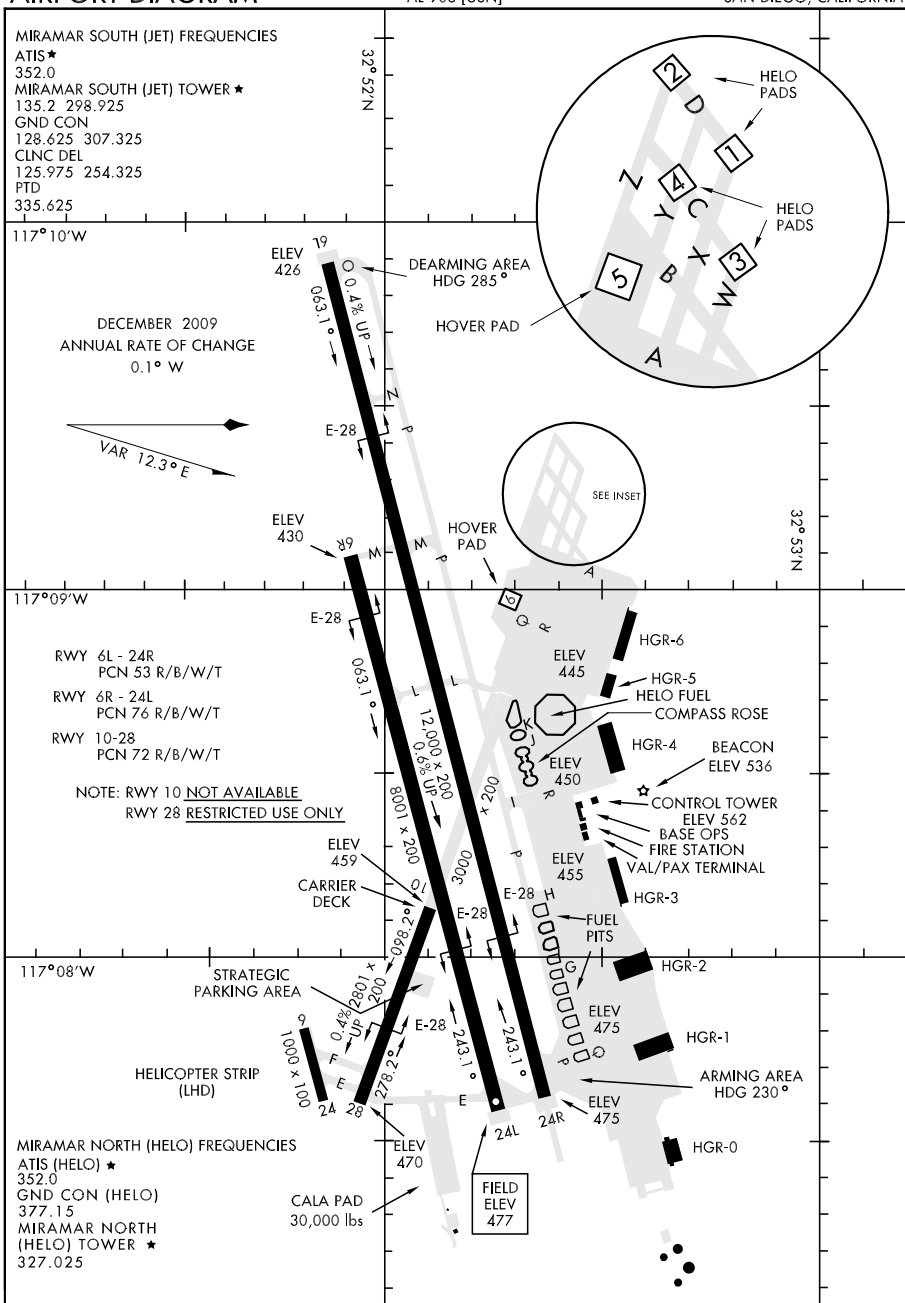 AIRPORT DIAGRAM
SAN DIEGO, CALIFORNIA
MIRAMAR SOUTH (JET) FREQUENCIES
ATIS★
352.0
MIRAMAR SOUTH (JET) TOWER ★
135.2 298.925
GND CON
128.625 307.325
CLNC DEL
125.975 254.325
PTD
335.625
32° 52'N
2
D
HELO
PADS
1
Z
4
C
Y
HELO
PADS
X
3
5
B
W
HOVER PAD
A
117°10'W
6L
ELEV
426
DEARMING AREA
HDG 285°
063.1°
0.4% UP
DECEMBER 2009
ANNUAL RATE OF CHANGE
0.1° W
VAR 12.3° E
N
P
E-28
SEE INSET
32° 53'N
ELEV
430
6R
M
M
P
HOVER
PAD
A
117°09'W
6
Q
R
E-28
HGR-6
063.1°
ELEV
445
HGR-5
HELO FUEL
COMPASS ROSE
RWY 6L - 24R
PCN 53 R/B/W/T
RWY 6R - 24L
PCN 76 R/B/W/T
RWY 10-28
PCN 72 R/B/W/T
L
L
12,000 x 200
0.6% UP
K
J
HGR-4
BEACON
ELEV 536
ELEV
450
NOTE: RWY 10 NOT AVAILABLE
RWY 28 RESTRICTED USE ONLY
8001 x 200
3000
x 200
I
R
CONTROL TOWER
ELEV 562
BASE OPS
FIRE STATION
VAL/PAX TERMINAL
P
ELEV
459
ELEV
455
10
CARRIER
DECK
E-28
E-28
H
HGR-3
098.2°
FUEL
PITS
117°08'W
STRATEGIC
PARKING AREA
G
HGR-2
2801 x
200
0.4%
UP
E-28
ELEV
475
6
1000 x 100
243.1°
243.1°
HGR-1
F
P
Q
HELICOPTER STRIP
(LHD)
E
278.2°
ARMING AREA
HDG 230°
24
28
E
24L
24R
ELEV
475
ELEV
470
HGR-0
MIRAMAR NORTH (HELO) FREQUENCIES
ATIS (HELO) ★
352.0
GND CON (HELO)
377.15
MIRAMAR NORTH
(HELO) TOWER ★
327.025
CALA PAD
30,000 lbs
FIELD
ELEV
477